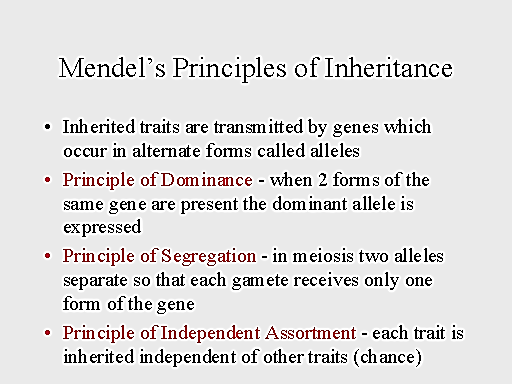 Mendel's Principles of Inheritance
• Inherited traits are transmitted by genes which
occur in alternate forms called alleles
• Principle of Dominance - when 2 forms of the
same gene are present the dominant allele is
expressed
• Principle of Segregation - in meiosis two alleles
separate so that each gamete receives only one
form of the gene
• Principle of Independent Assortment - each trait is
inherited independent of other traits (chance)